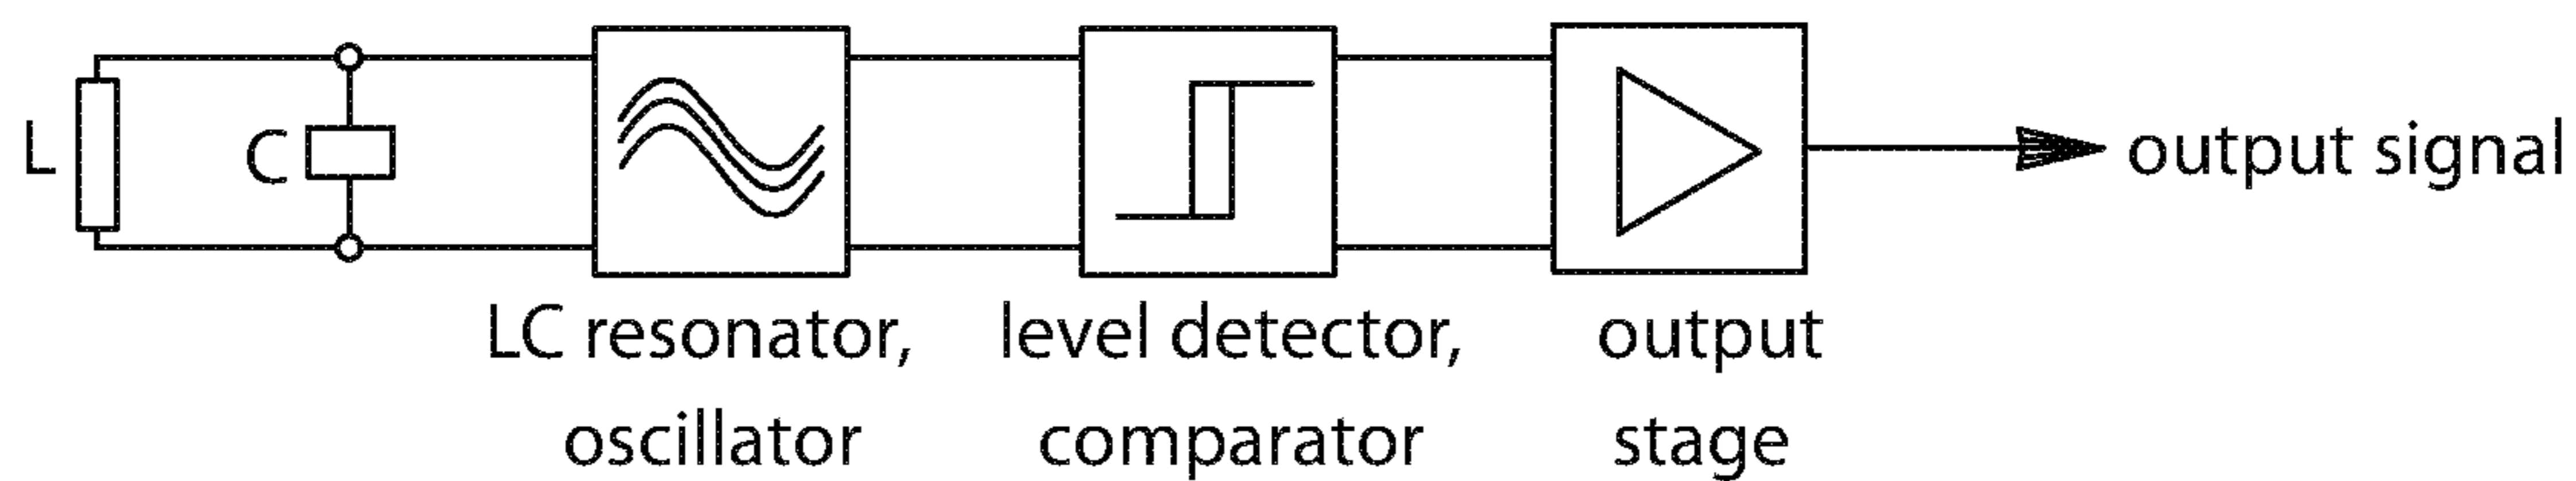 L
C
output signal
LC resonator,
oscillator
level detector,
comparator
output
stage